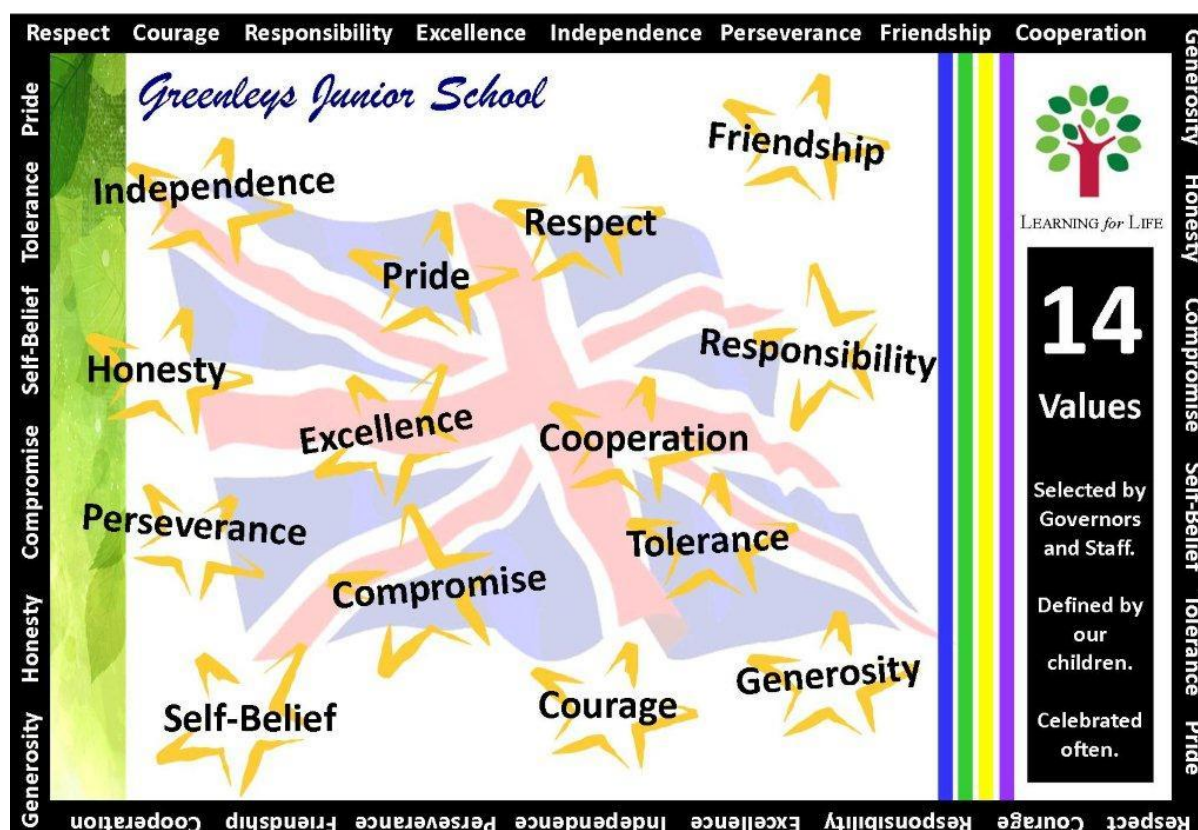 Respect Courage Responsibility Excellence Independence Perseverance Friendship Cooperation
Generosity Honesty Compromise Self-Belief Tolerance Pride
Greenleys Junior School
Friendship
Independence
Respect
Pride
Responsibility
Honesty
Excellence
Cooperation
Perseverance
Tolerance
Compromise
Generosity
Self-Belief
Courage
LEARNING for LIFE
14
Values
Selected by
Governors
and Staff.
Defined by
our
children.
Celebrated
often.
Respect Courage Responsibility Excellence Independence Perseverance Friendship Cooperation
Generosity Honesty Compromise Self-Belief Tolerance Pride